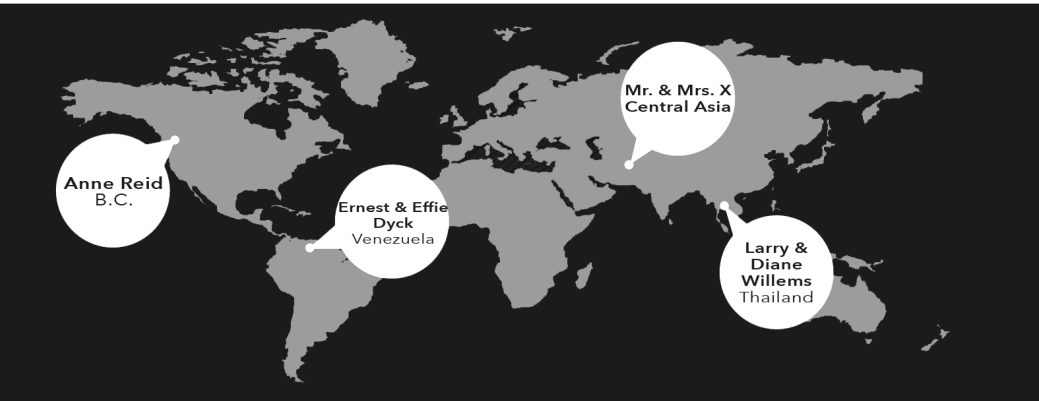 Mr. & Mrs. X
Central Asia
Anne Reid
B.C.
Ernest & Effie
Dyck
Venezuela
Larry &
Diane
Willems
Thailand